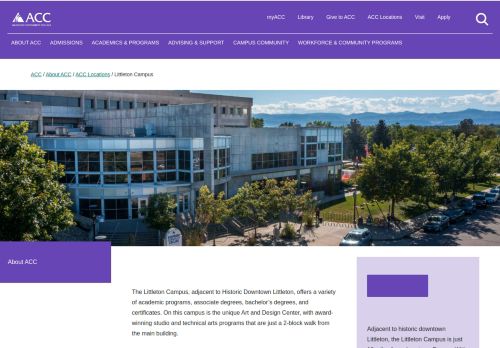 ACC
myACC Library Give to ACC ACC Locations Visit Apply
ABOUT ACC ADMISSIONS ACADEMICS & PROGRAMS ADVISING & SUPPORT CAMPUS COMMUNITY WORKFORCE & COMMUNITY PROGRAMS
ACC / About ACC / ACC Locations / Littleton Campus
About ACC
The Littleton Campus, adjacent to Historic Downtown Littleton, offers a variety
of academic programs, associate degrees, bachelor's degrees, and
certificates. On this campus is the unique Art and Design Center, with award-
winning studio and technical arts programs that are just a 2-block walk from
the main building.
Adjacent to historic downtown
Littleton, the Littleton Campus is just